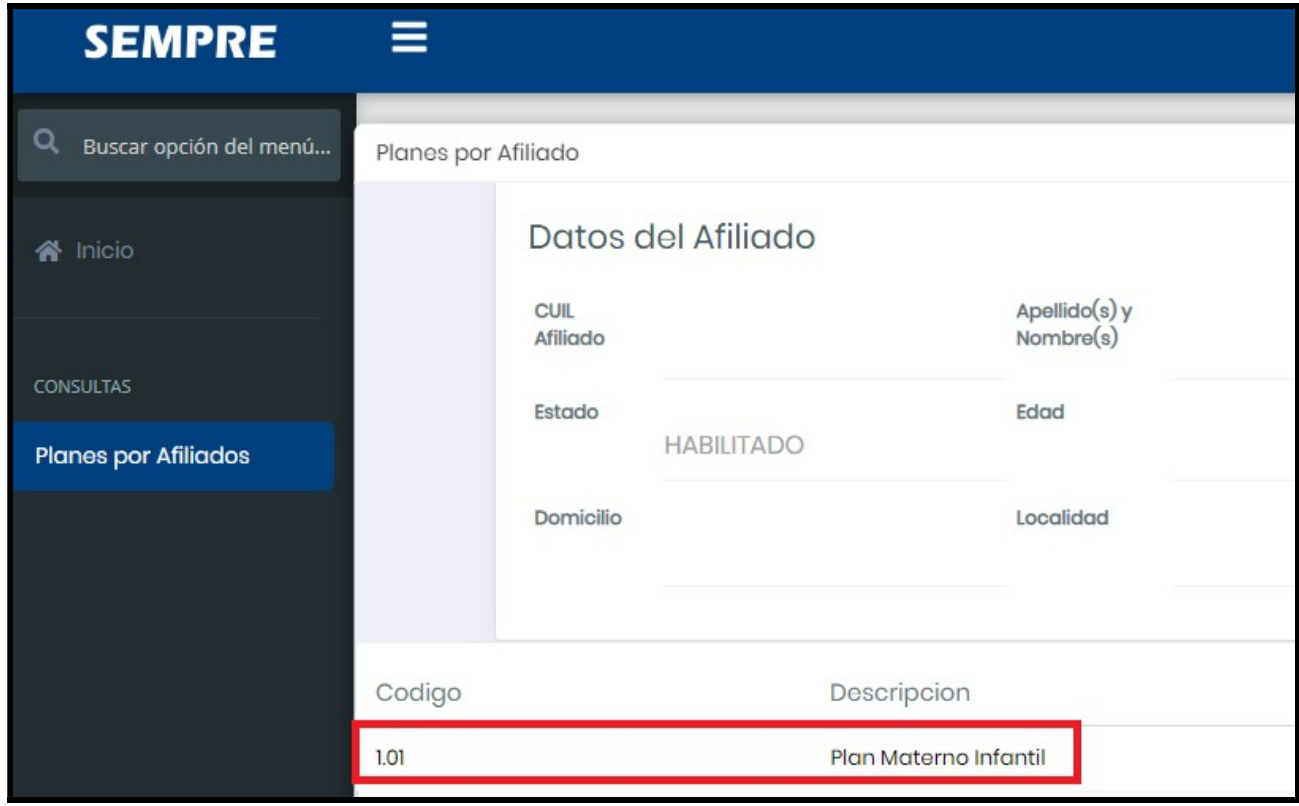 SEMPRE
Buscar opción del menú...
Planes por Afiliado
Inicio
Datos del Afiliado
CUIL Afiliado
Apellido(s) y Nombre(s)
CONSULTAS
Planes por Afiliados
Estado
HABILITADO
Edad
Domicilio
Localidad
Codigo Descripcion
1.01 Plan Materno Infantil